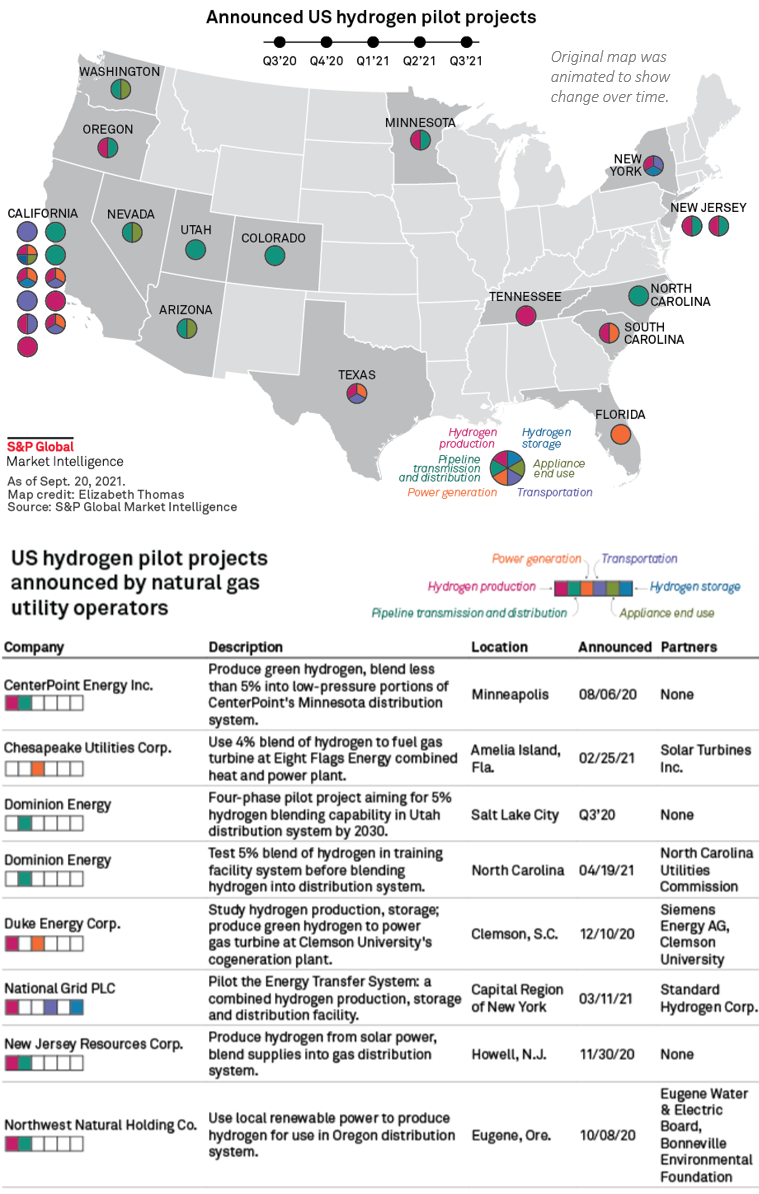 Announced US hydrogen pilot projects
Q3'20 Q4'20 Q1'21 Q2'21 Q3'21
Original map was
animated to show
change over time.
WASHINGTON
OREGON
MINNESOTA
NEW
YORK
CALIFORNIA
NEVADA
UTAH
COLORADO
NEW JERSEY
ARIZONA
TENNESSEE
NORTH
CAROLINA
SOUTH
CAROLINA
TEXAS
FLORIDA
Hydrogen
production
Hydrogen
storage
Pipeline
transmission
and distribution
Appliance
end use
Power generation
Transportation
S&P Global
Market Intelligence
As of Sept. 20, 2021.
Map credit: Elizabeth Thomas
Source: S&P Global Market Intelligence
US hydrogen pilot projects
announced by natural gas
utility operators
Power generation
Transportation
Hydrogen production
Hydrogen storage
Pipeline transmission and distribution
Appliance end use
Company Description Location Announced Partners
CenterPoint Energy Inc.
Produce green hydrogen, blend less
than 5% into low-pressure portions of
CenterPoint's Minnesota distribution
system.
Minneapolis
08/06/20
None
Chesapeake Utilities Corp.
Use 4% blend of hydrogen to fuel gas
turbine at Eight Flags Energy combined
heat and power plant.
Amelia Island,
Fla.
02/25/21
Solar Turbines
Inc.
Dominion Energy
Four-phase pilot project aiming for 5%
hydrogen blending capability in Utah
distribution system by 2030.
Salt Lake City
Q3'20
None
Dominion Energy
Test 5% blend of hydrogen in training
facility system before blending
hydrogen into distribution system.
North Carolina
04/19/21
North Carolina
Utilities
Commission
Duke Energy Corp.
Study hydrogen production, storage;
produce green hydrogen to power
gas turbine at Clemson University's
cogeneration plant.
Clemson, S.C.
12/10/20
Siemens
Energy AG,
Clemson
University
National Grid PLC
Pilot the Energy Transfer System: a
combined hydrogen production, storage
and distribution facility.
Capital Region
of New York
03/11/21
Standard
Hydrogen Corp.
New Jersey Resources Corp.
Produce hydrogen from solar power,
blend supplies into gas distribution
system.
Howell, N.J.
11/30/20
None
Northwest Natural Holding Co.
Use local renewable power to produce
hydrogen for use in Oregon distribution
system.
Eugene, Ore.
10/08/20
Eugene Water
& Electric
Board,
Bonneville
Environmental
Foundation